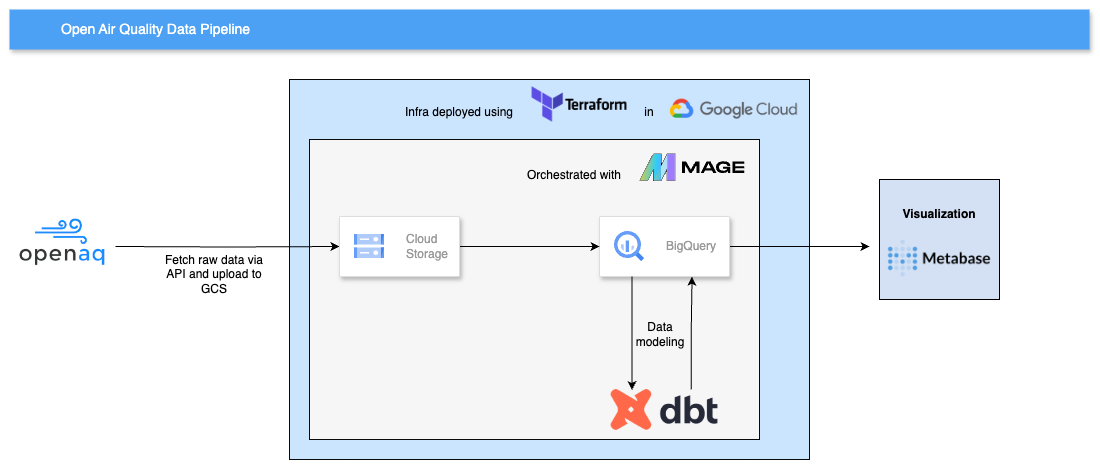 Open Air Quality Data Pipeline
Infra deployed using
Terraform
in
Google Cloud
Orchestrated with
MAGE
openaq
Fetch raw data via
API and upload to
GCS
Cloud
Storage
BigQuery
Visualization
Metabase
Data
modeling
dbt